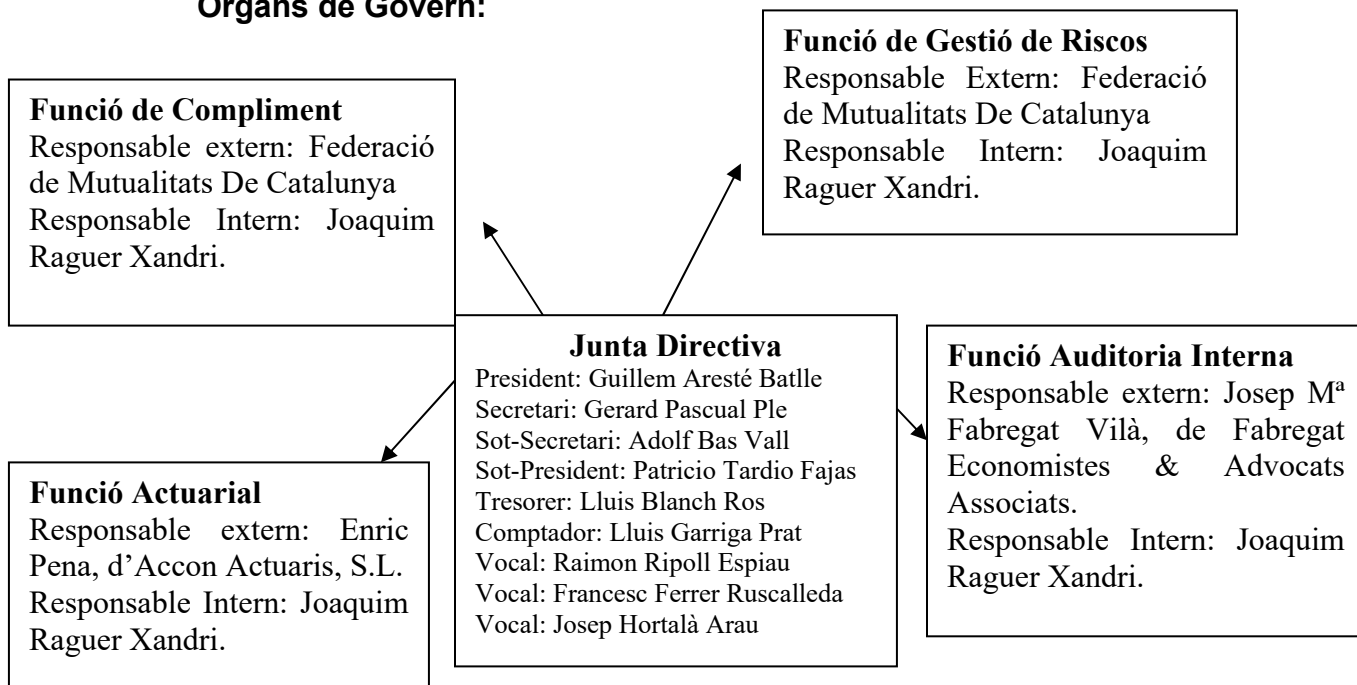 Òrgans de Govern:
Funció de Gestió de Riscos
Responsable Extern: Federació
de Mutualitats De Catalunya
Responsable Intern: Joaquim
Raguer Xandri.
Funció de Compliment
Responsable extern: Federació
de Mutualitats De Catalunya
Responsable Intern: Joaquim
Raguer Xandri.
Junta Directiva
President: Guillem Aresté Batlle
Secretari: Gerard Pascual Ple
Sot-Secretari: Adolf Bas Vall
Sot-President: Patricio Tardio Fajas
Tresorer: Lluis Blanch Ros
Comptador: Lluis Garriga Prat
Vocal: Raimon Ripoll Espiau
Vocal: Francesc Ferrer Ruscalleda
Vocal: Josep Hortalà Arau
Funció Auditoria Interna
Responsable extern: Josep Mª
Fabregat Vilà, de Fabregat
Economistes & Advocats
Associats.
Responsable Intern: Joaquim
Raguer Xandri.
Funció Actuarial
Responsable extern: Enric
Pena, d’Accon Actuaris, S.L.
Responsable Intern: Joaquim
Raguer Xandri.